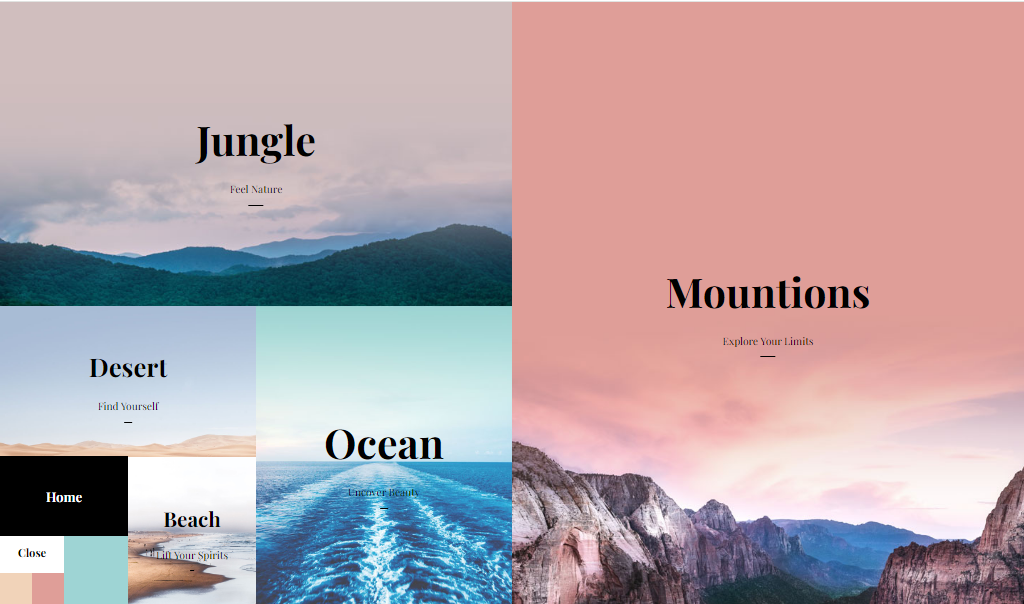 Jungle
Feel Nature
Mountions
Explore Your Limits
Desert
Find Yourself
Ocean
Uncover Beauty
Home
Beach
Lift Your Spirits
Close